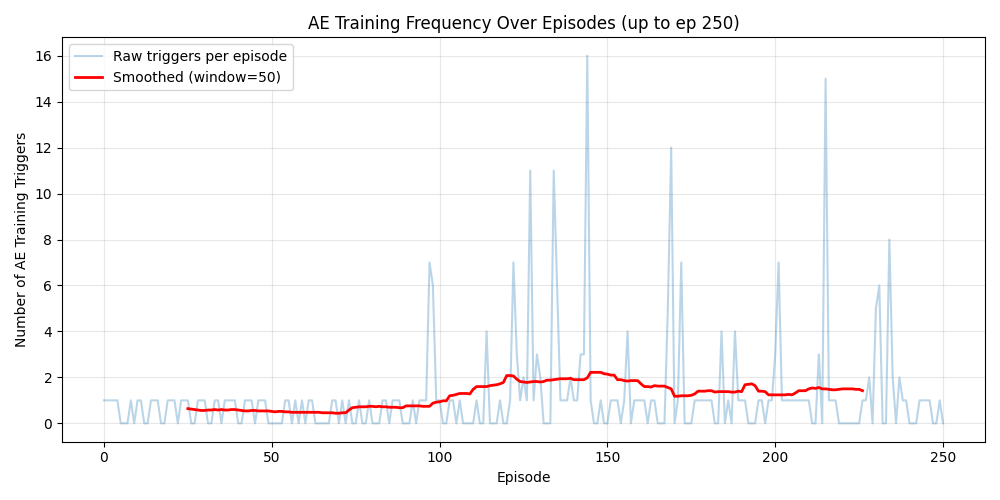 AE Training Frequency Over Episodes (up to ep 250)
Raw triggers per episode
Smoothed (window=50)
Number of AE Training Triggers
16
14
12
10
8
6
4
2
0
0 50 100 150 200 250
Episode